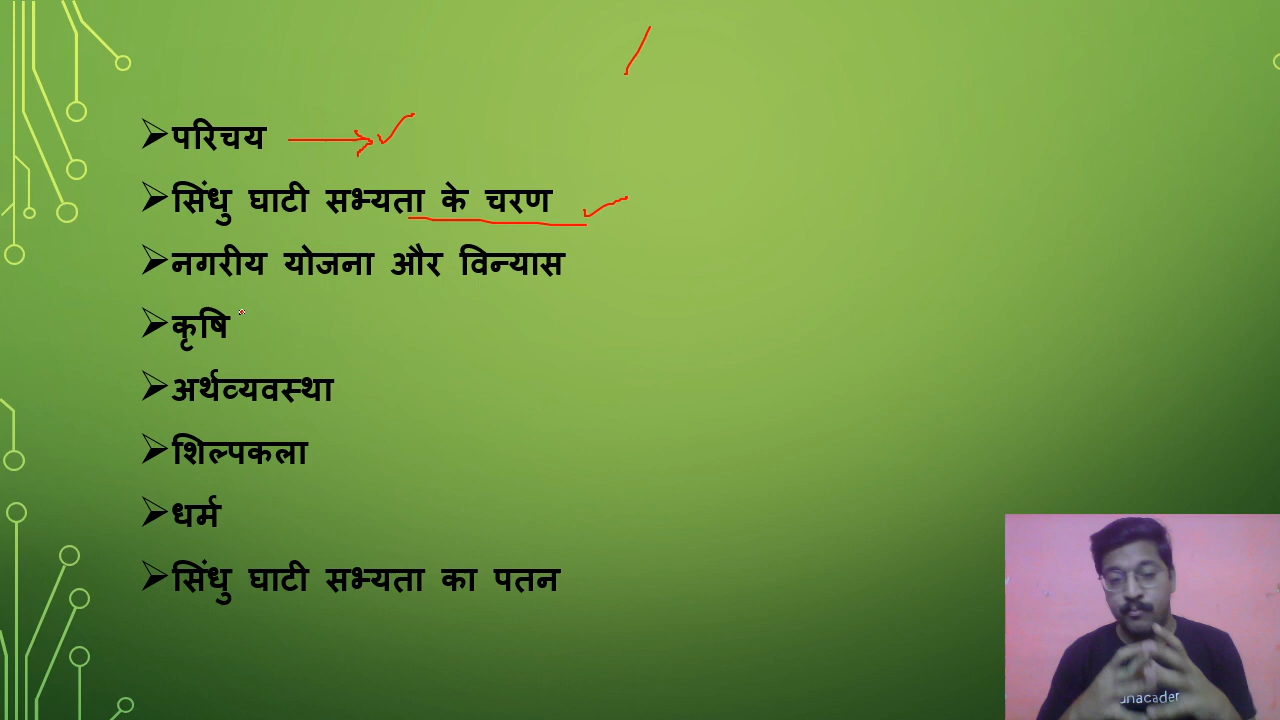 परिचय
सिंधु घाटी सभ्यता के चरण
नगरीय योजना और विन्यास
कृषि
अर्थव्यवस्था
शिल्पकला
धर्म
सिंधु घाटी सभ्यता का पतन